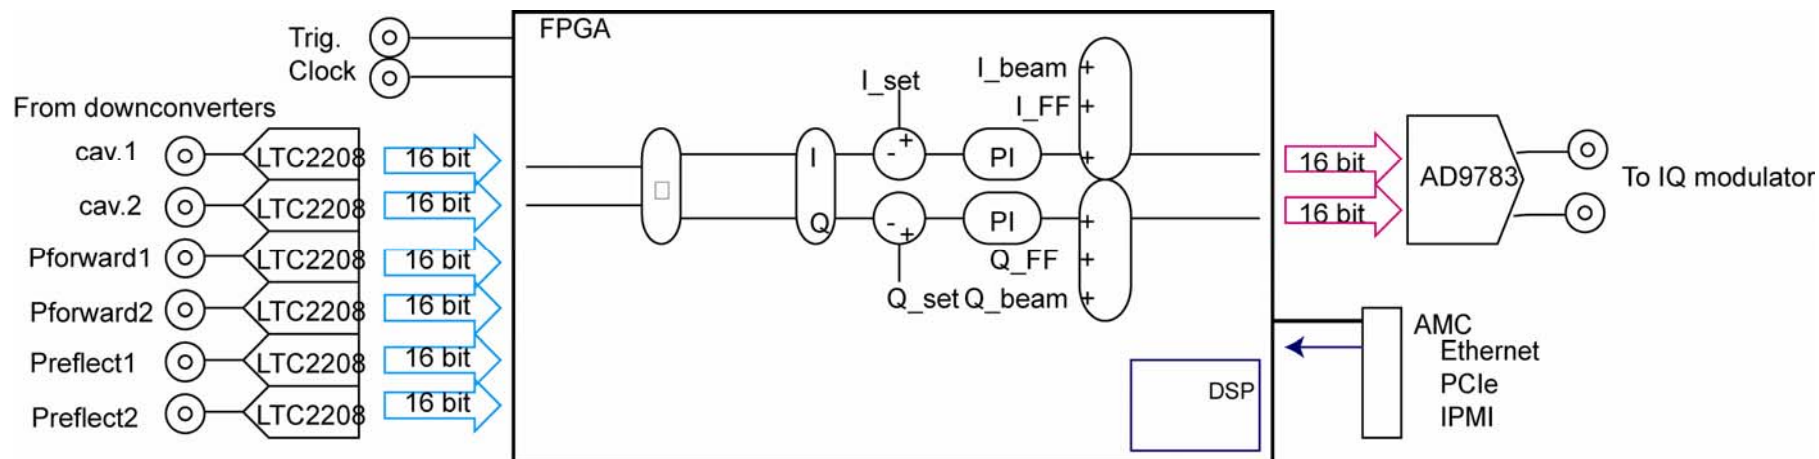 FPGA
Trig.
Clock
From downconverters
cav.1
LTC2208
16 bit
cav.2
LTC2208
16 bit
Pforward1
LTC2208
16 bit
Pforward2
LTC2208
16 bit
Preflect1
LTC2208
16 bit
Preflect2
LTC2208
16 bit
I_set
I_beam
+
I_FF
+
I
- +
PI
+
Q
- +
PI
+
Q_FF
+
Q_set
Q_beam
+
DSP
16 bit
16 bit
AD9783
To IQ modulator
AMC
Ethernet
PCIe
IPMI